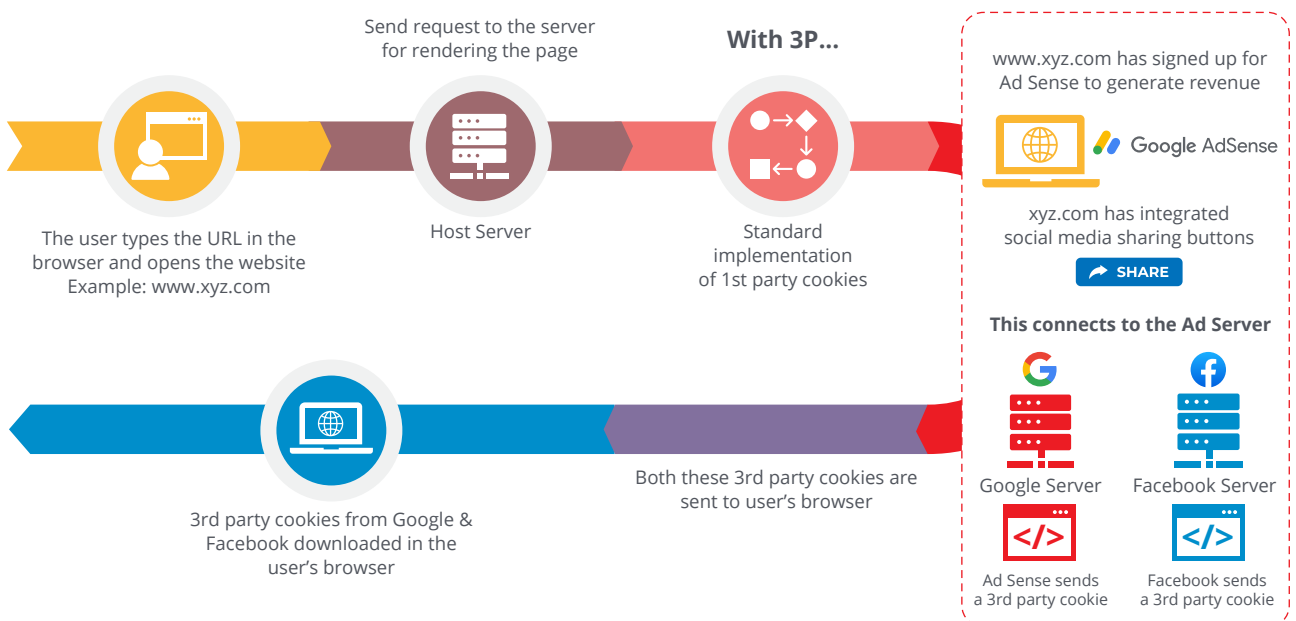 Send request to the server
for rendering the page
With 3P...
The user types the URL in the
browser and opens the website
Example: www.xyz.com
Host Server
Standard
implementation
of 1st party cookies
www.xyz.com has signed up for
Ad Sense to generate revenue
Google AdSense
xyz.com has integrated
social media sharing buttons
SHARE
This connects to the Ad Server
Google Server
Facebook Server
</>
</>
Ad Sense sends
a 3rd party cookie
Facebook sends
a 3rd party cookie
Both these 3rd party cookies are
sent to user’s browser
3rd party cookies from Google &
Facebook downloaded in the
user’s browser